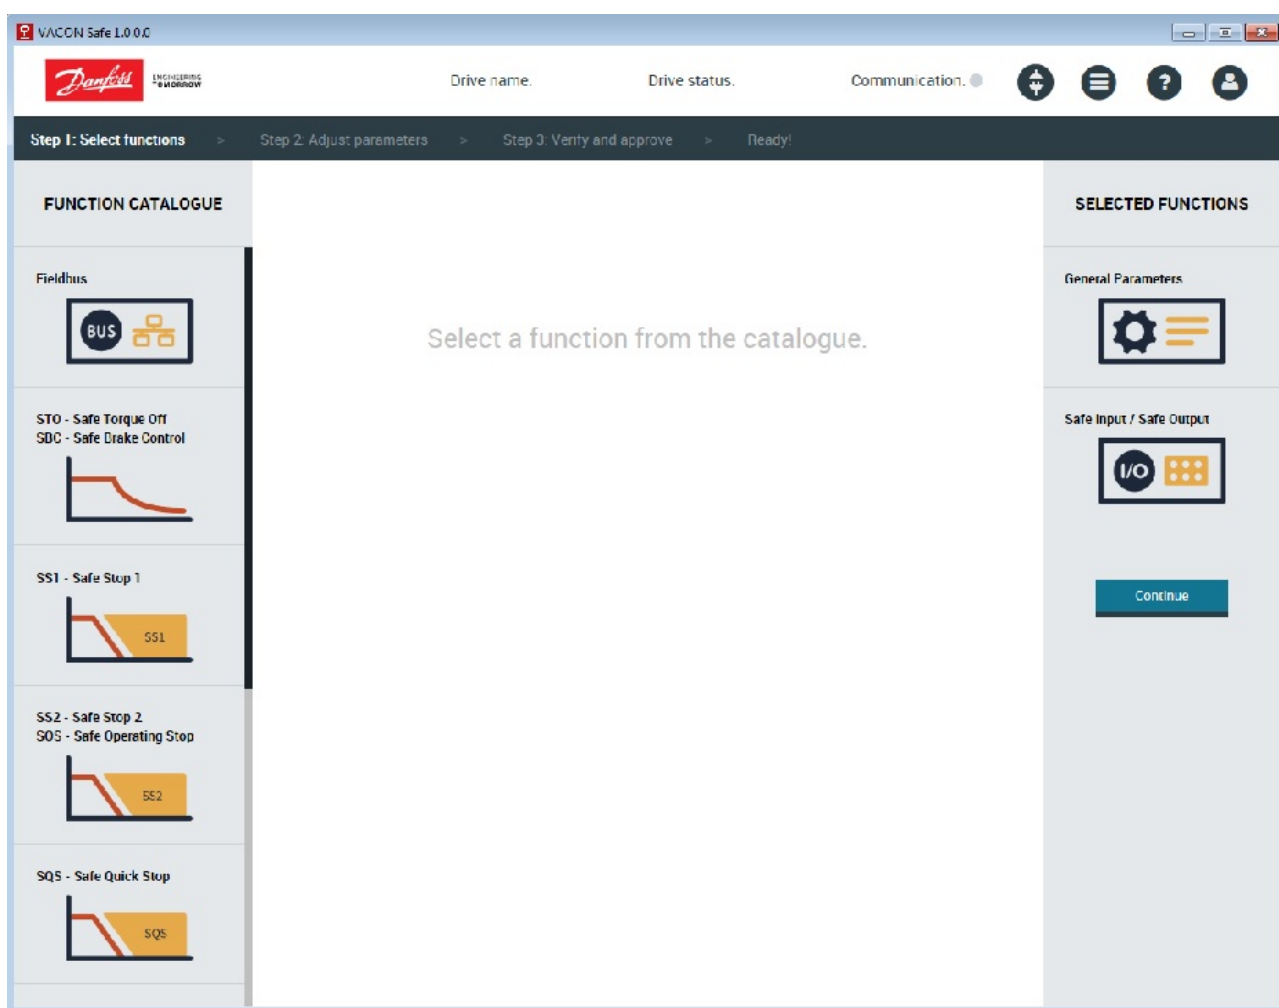 VACON Safe 1.0.0.0
Danfoss
ENGINEERING
TOMORROW
Drive name.
Drive status.
Communication.
?
Step 1: Select functions > Step 2: Adjust parameters > Step 3: Verify and approve > Ready!
FUNCTION CATALOGUE
Fieldbus
BUS
STO - Safe Torque Off
SBC - Safe Brake Control
SS1 - Safe Stop 1
SS1
SS2 - Safe Stop 2
SOS - Safe Operating Stop
SS2
SQS - Safe Quick Stop
SQS
Select a function from the catalogue.
SELECTED FUNCTIONS
General Parameters
Safe Input / Safe Output
I/O
Continue